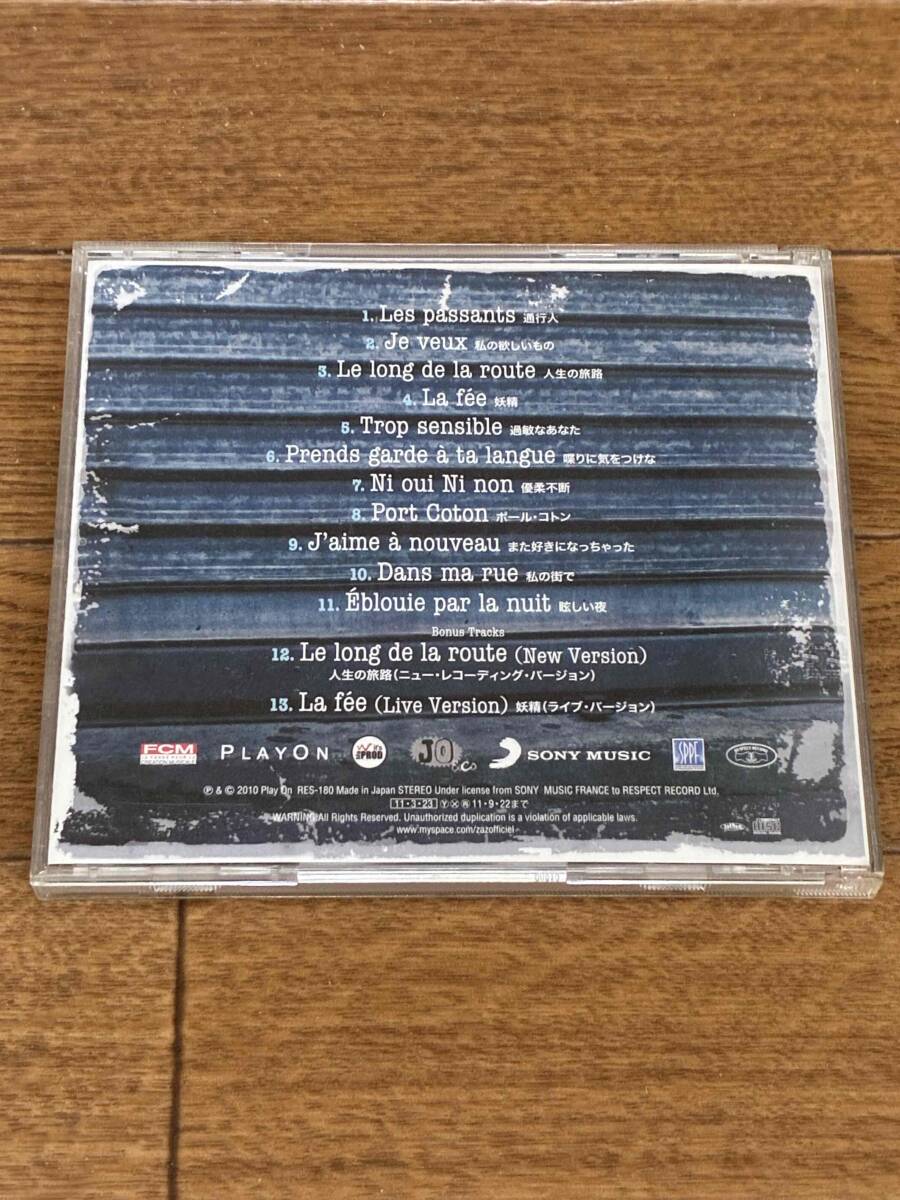 1. Les passants 通行人
2. Je veux 私の欲しいもの
3. Le long de la route 人生の旅路
4. La fée 妖精
5. Trop sensible 過敏なあなた
6. Prends garde à ta langue 喋りに気をつけな
7. Ni oui Ni non 優柔不断
8. Port Coton ポール・コトン
9. J'aime à nouveau また好きになっちゃった
10. Dans ma rue 私の街で
11. Éblouie par la nuit 眩しい夜
Bonus Tracks
12. Le long de la route (New Version)
人生の旅路(ニュー・レコーディング・バージョン)
13. La fée (Live Version) 妖精(ライブ・バージョン)
FCM PLAYON it's PROD JO &Co SONY MUSIC SPPF
Ⓟ & © 2010 Play On RES-180 Made in Japan STEREO Under license from SONY MUSIC FRANCE to RESPECT RECORD Ltd.
11・3・23 Ⓨ 11・9・22まで
WARNING: All Rights Reserved. Unauthorized duplication is a violation of applicable laws.
www.myspace.com/zazofficiel